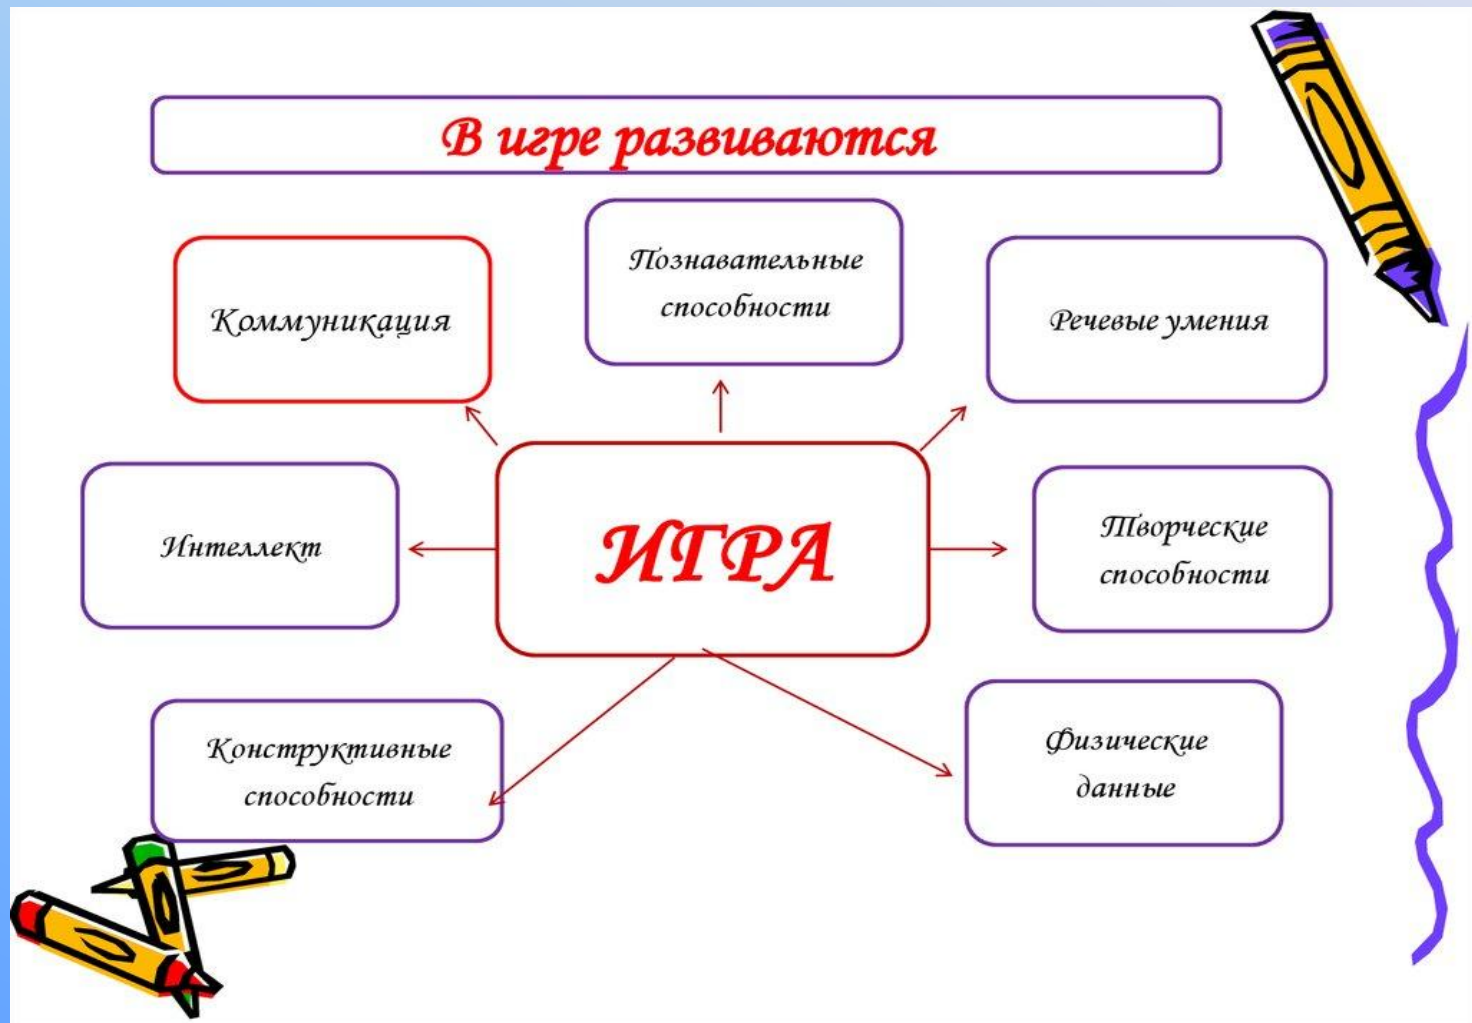 В игре развиваются
Познавательные
способности
Коммуникация
Речевые умения
Интеллект
ИГРА
Творческие
способности
Конструктивные
способности
Физические
данные